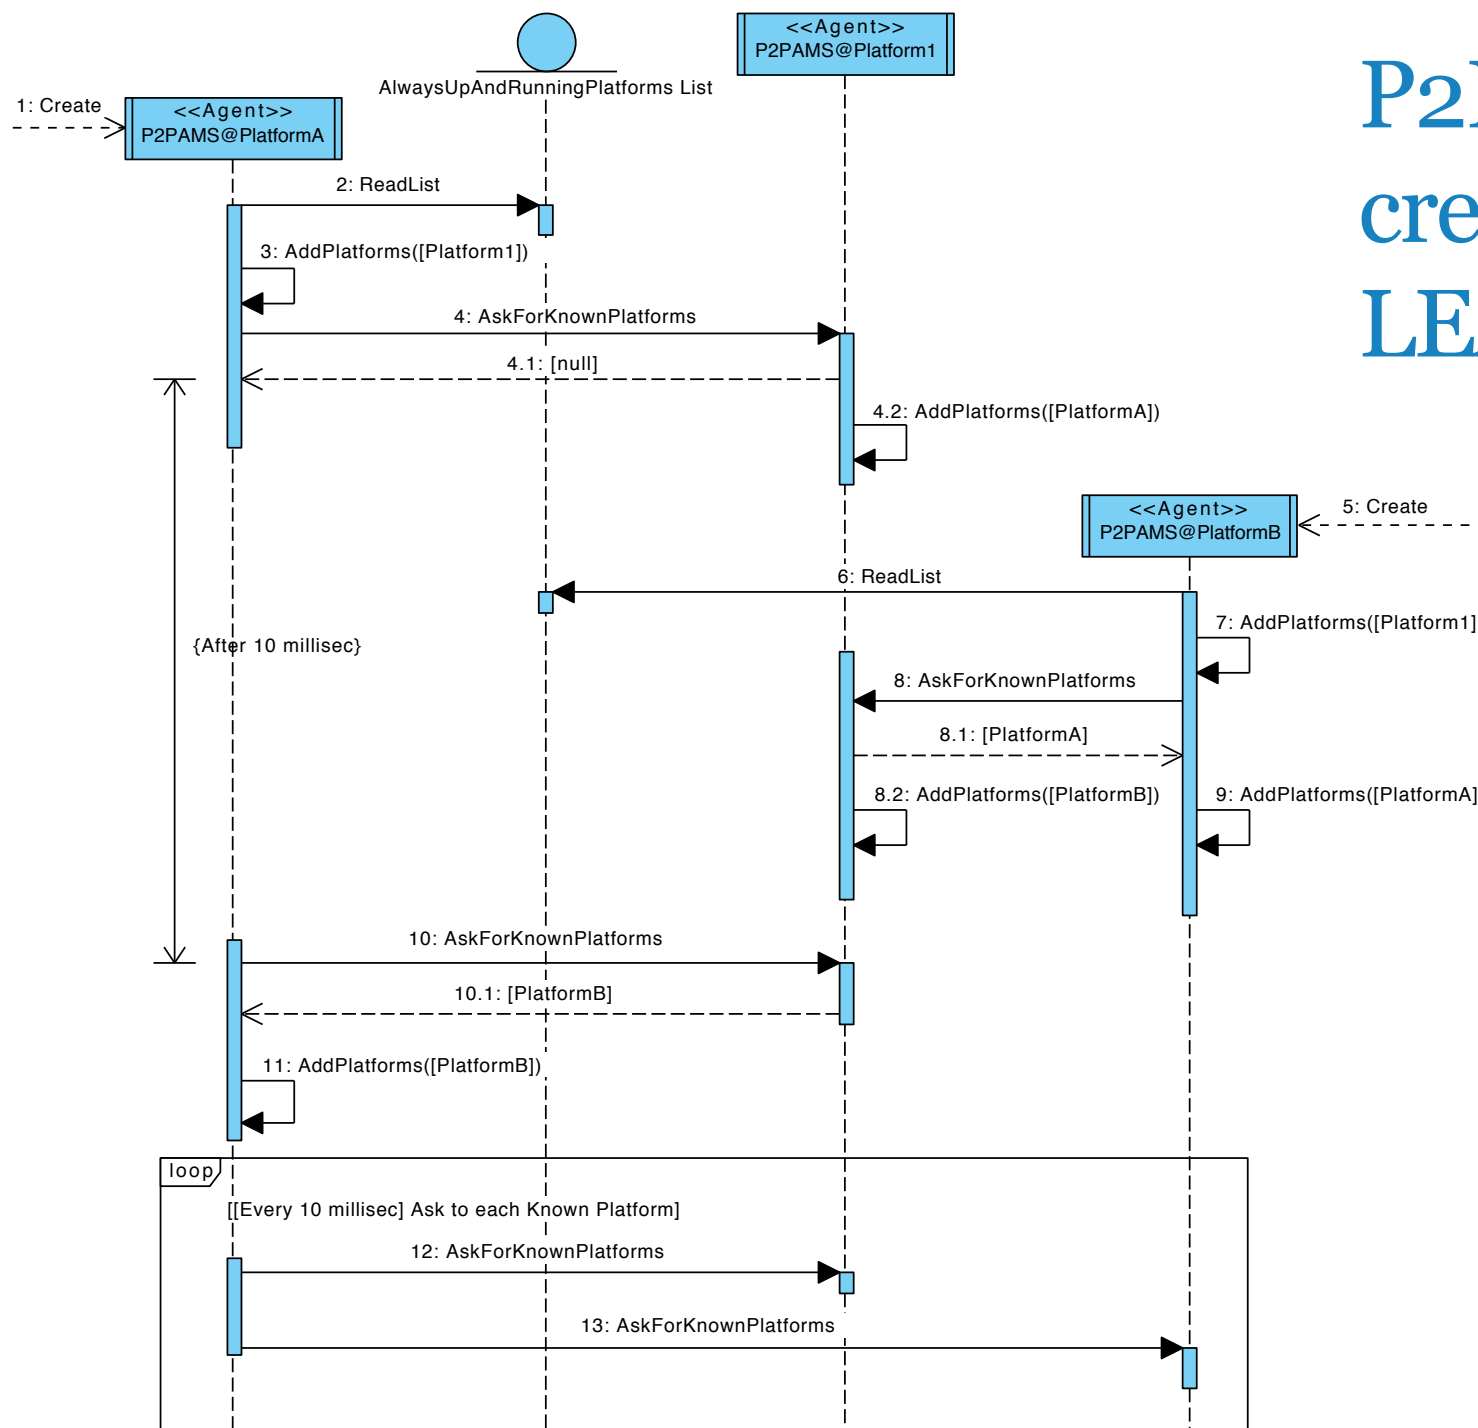 <<Agent>>
P2PAMS@Platform1
AlwaysUpAndRunningPlatforms List
1: Create
<<Agent>>
P2PAMS@PlatformA
2: ReadList
3: AddPlatforms([Platform1])
4: AskForKnownPlatforms
4.1: [null]
4.2: AddPlatforms([PlatformA])
<<Agent>>
P2PAMS@PlatformB
5: Create
6: ReadList
7: AddPlatforms([Platform1]
{After 10 millisec}
8: AskForKnownPlatforms
8.1: [PlatformA]
8.2: AddPlatforms([PlatformB])
9: AddPlatforms([PlatformA]
10: AskForKnownPlatforms
10.1: [PlatformB]
11: AddPlatforms([PlatformB])
loop
[[Every 10 millisec] Ask to each Known Platform]
12: AskForKnownPlatforms
13: AskForKnownPlatforms